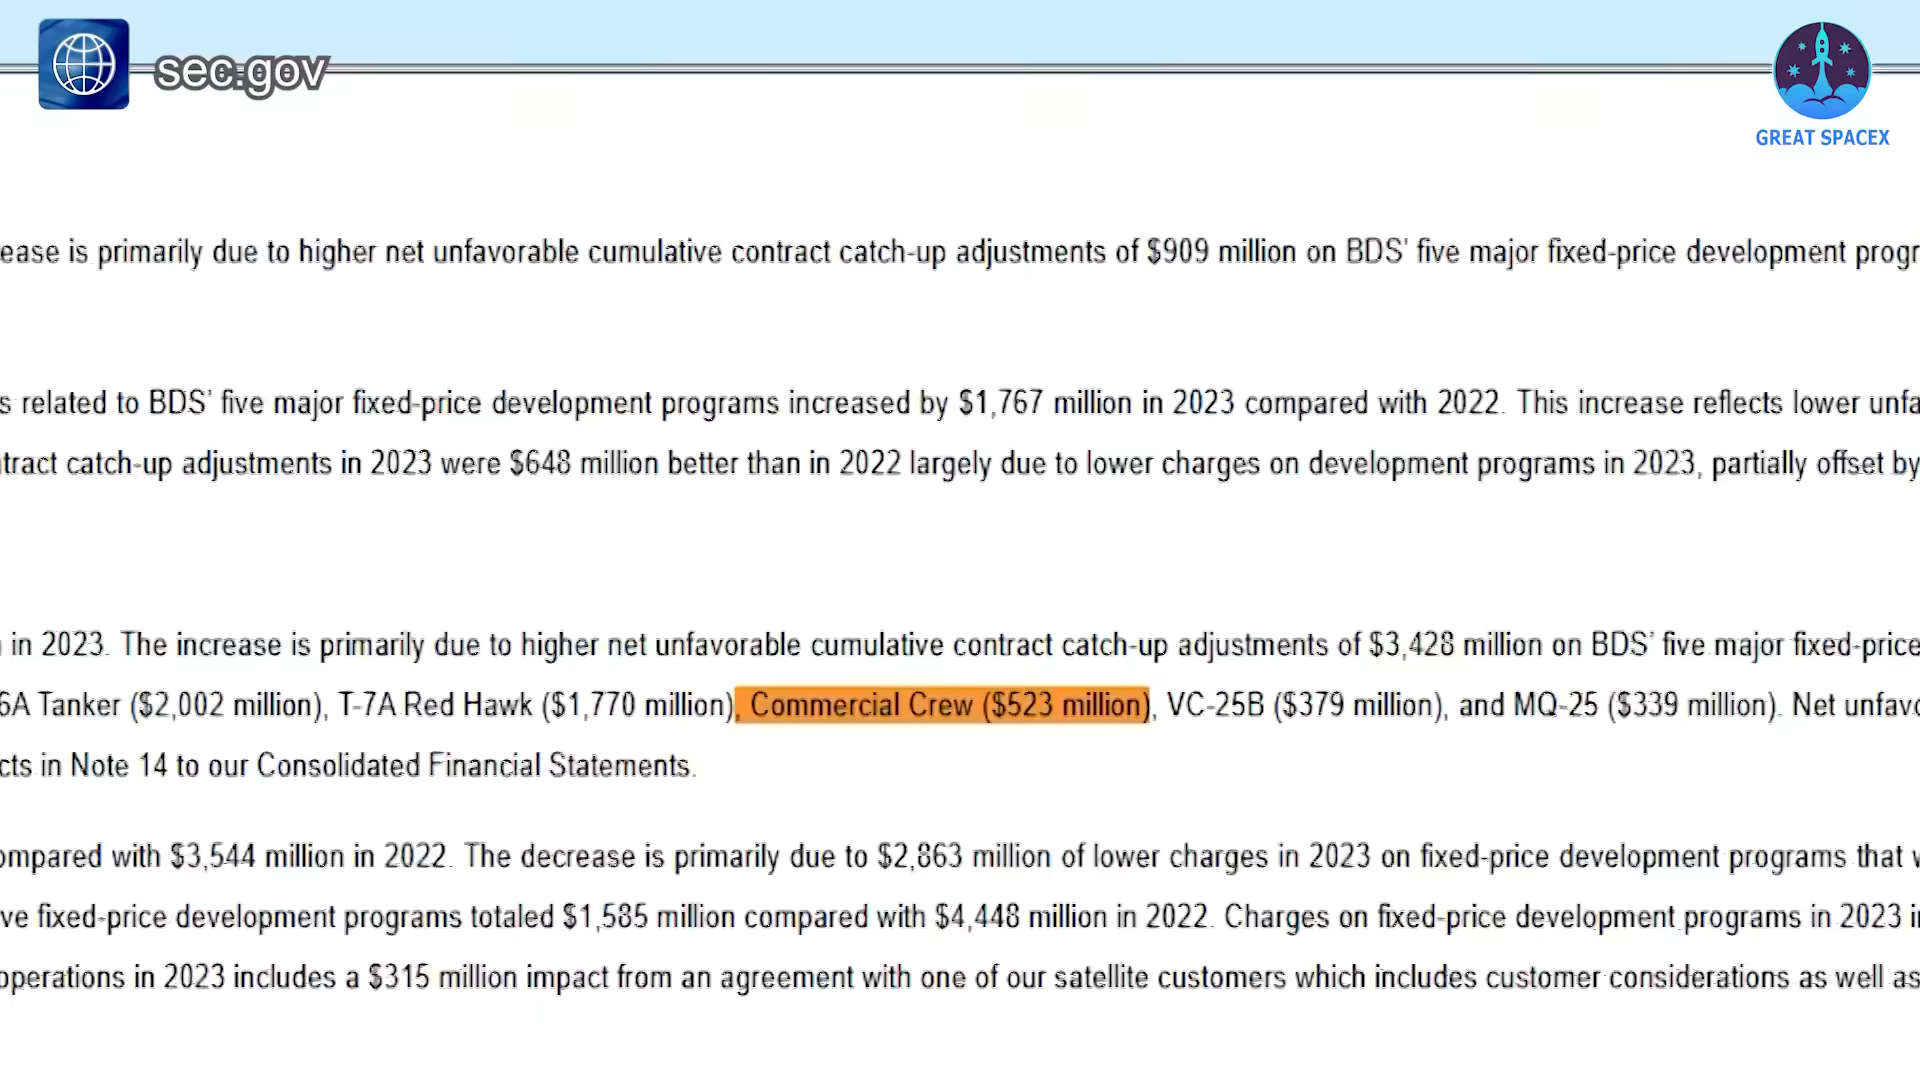 sec.gov
GREAT SPACEX
ease is primarily due to higher net unfavorable cumulative contract catch-up adjustments of $909 million on BDS' five major fixed-price development progr
s related to BDS' five major fixed-price development programs increased by $1,767 million in 2023 compared with 2022. This increase reflects lower unfa
tract catch-up adjustments in 2023 were $648 million better than in 2022 largely due to lower charges on development programs in 2023, partially offset by
in 2023. The increase is primarily due to higher net unfavorable cumulative contract catch-up adjustments of $3,428 million on BDS' five major fixed-price
6A Tanker ($2,002 million), T-7A Red Hawk ($1,770 million), Commercial Crew ($523 million), VC-25B ($379 million), and MQ-25 ($339 million). Net unfavo
cts in Note 14 to our Consolidated Financial Statements.
ompared with $3,544 million in 2022. The decrease is primarily due to $2,863 million of lower charges in 2023 on fixed-price development programs that w
ve fixed-price development programs totaled $1,585 million compared with $4,448 million in 2022. Charges on fixed-price development programs in 2023 in
operations in 2023 includes a $315 million impact from an agreement with one of our satellite customers which includes customer considerations as well as